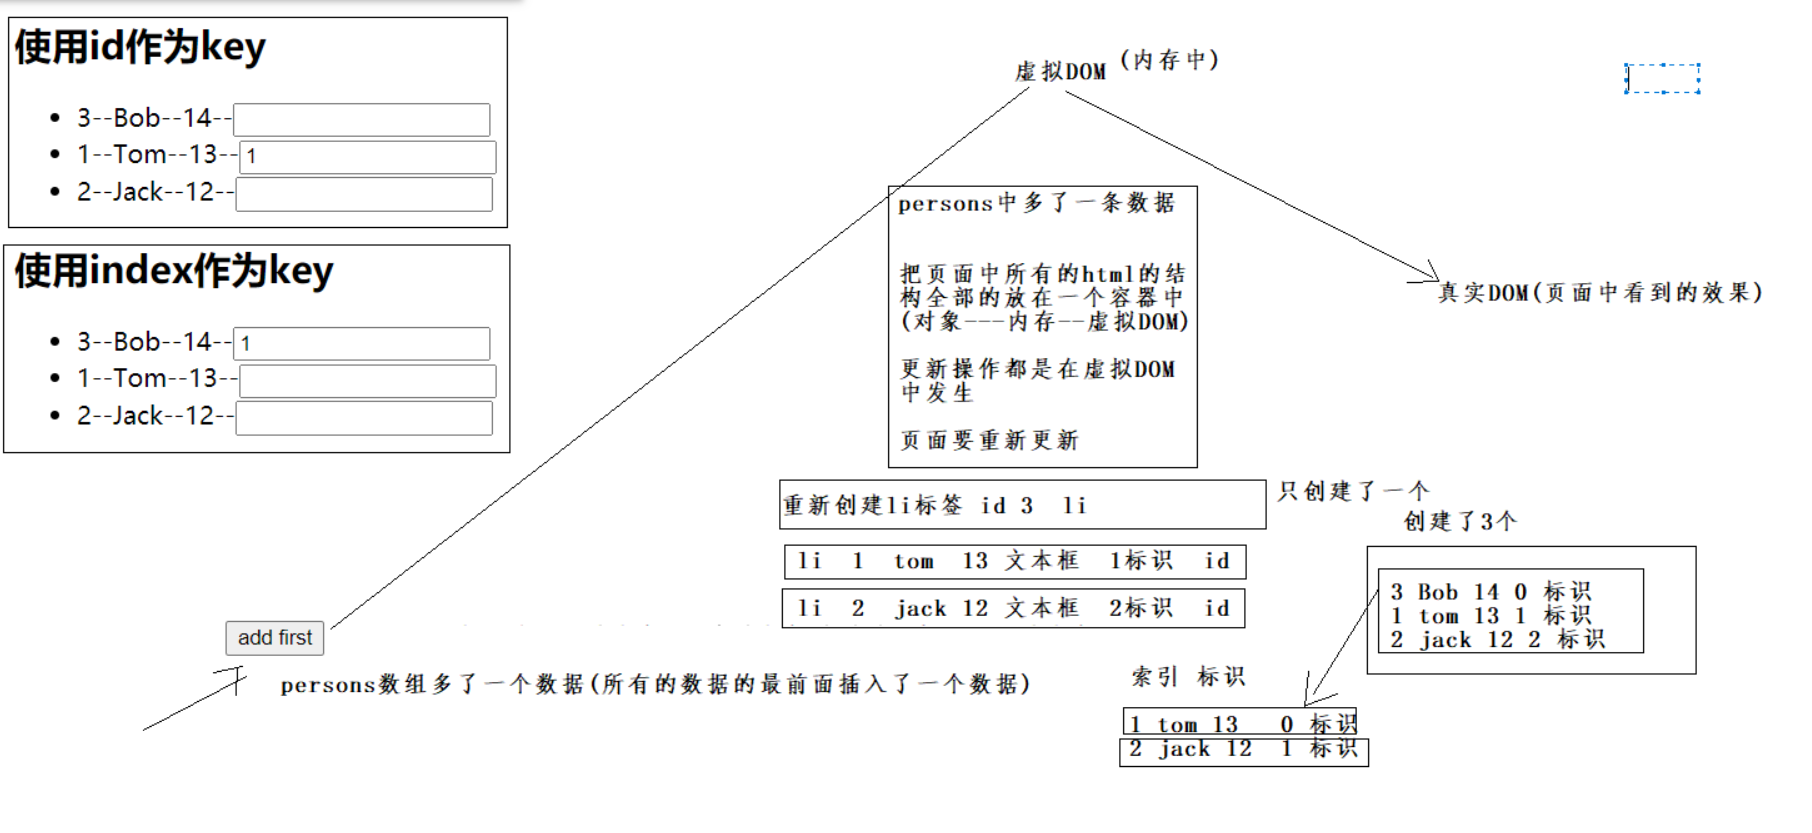 使用id作为key
3--Bob--14--
1--Tom--13--1
2--Jack--12--
使用index作为key
3--Bob--14--1
1--Tom--13--
2--Jack--12--
虚拟DOM (内存中)
persons中多了一条数据
把页面中所有的html的结
构全部的放在一个容器中
(对象---内存--虚拟DOM)
更新操作都是在虚拟DOM
中发生
页面要重新更新
真实DOM(页面中看到的效果)
重新创建li标签 id 3 li
只创建了一个
li 1 tom 13 文本框 1标识 id
li 2 jack 12 文本框 2标识 id
创建了3个
3 Bob 14 0 标识
1 tom 13 1 标识
2 jack 12 2 标识
add first
persons数组多了一个数据(所有的数据的最前面插入了一个数据)
索引 标识
1 tom 13 0 标识
2 jack 12 1 标识